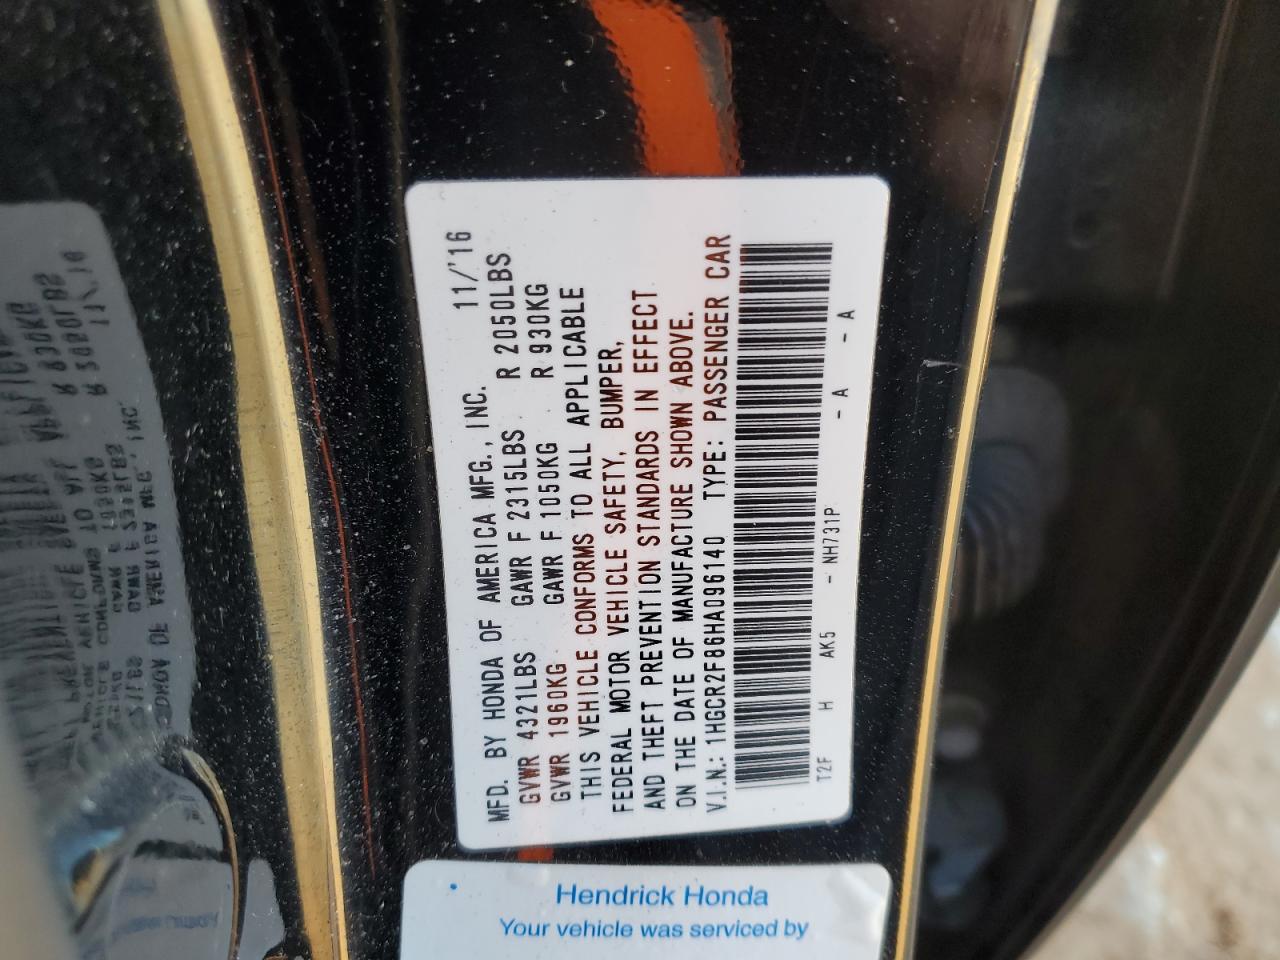 MFD. BY HONDA OF AMERICA MFG., INC. 11/'16
GVWR 4321LBS GAWR F 2315LBS R 2050LBS
GVWR 1960KG GAWR F 1050KG R 930KG
THIS VEHICLE CONFORMS TO ALL APPLICABLE
FEDERAL MOTOR VEHICLE SAFETY, BUMPER,
AND THEFT PREVENTION STANDARDS IN EFFECT
ON THE DATE OF MANUFACTURE SHOWN ABOVE.
V.I.N.: 1HGCR2F86HA096140 TYPE: PASSENGER CAR
T2F H AK5 - NH731P - A - A
Hendrick Honda
Your vehicle was serviced by